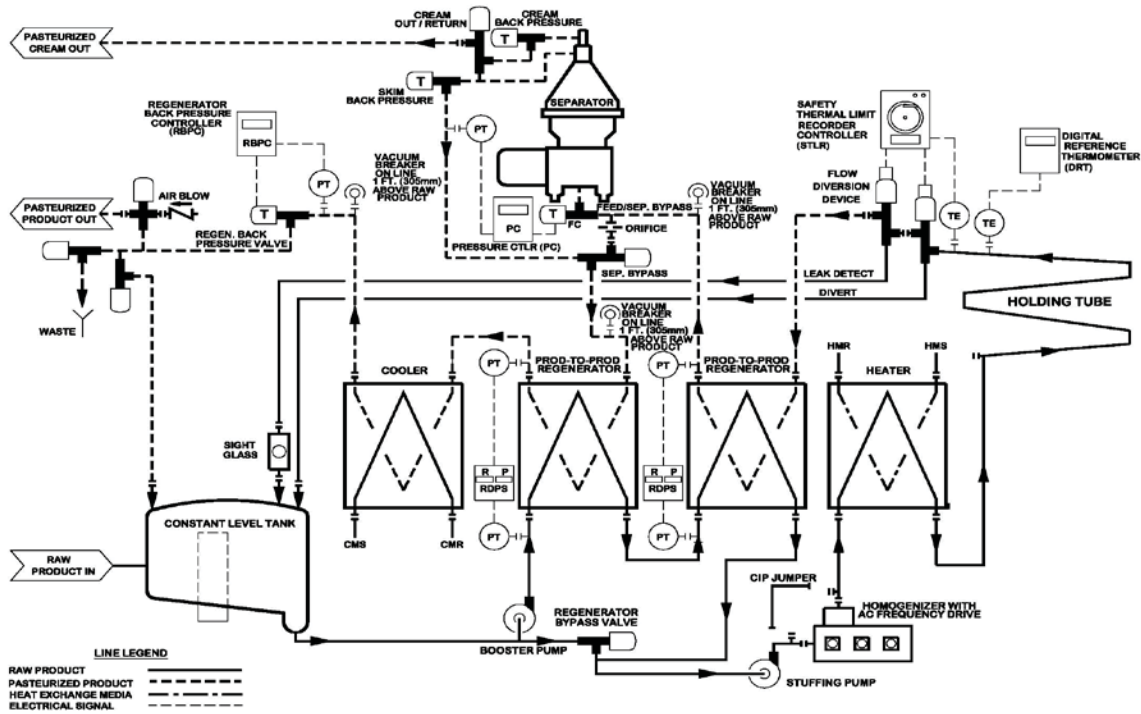 PASTEURIZED
CREAM OUT
CREAM
OUT / RETURN
CREAM
BACK PRESSURE
T
T
SKIM
BACK PRESSURE
SEPARATOR
REGENERATOR
BACK PRESSURE
CONTROLLER
(RBPC)
RBPC
PT
PT
VACUUM
BREAKER
ON LINE
1 FT. (305mm)
ABOVE RAW
PRODUCT
SAFETY
THERMAL LIMIT
RECORDER
CONTROLLER
(STLR)
DIGITAL
REFERENCE
THERMOMETER
(DRT)
FLOW
DIVERSION
DEVICE
TE
TE
PASTEURIZED
PRODUCT OUT
AIR BLOW
T
REGEN. BACK
PRESSURE VALVE
PC
T
FC
FEED/SEP. BYPASS
ORIFICE
PRESSURE CTLR (PC)
SEP. BYPASS
VACUUM
BREAKER
ON LINE
1 FT. (305mm)
ABOVE RAW
PRODUCT
LEAK DETECT
DIVERT
HOLDING TUBE
WASTE
VACUUM
BREAKER
ON LINE
1 FT. (305mm)
ABOVE RAW
PRODUCT
COOLER
PT
PROD-TO-PROD
REGENERATOR
PT
PROD-TO-PROD
REGENERATOR
HMR
HMS
HEATER
SIGHT
GLASS
R P
RDPS
R P
RDPS
PT
PT
CONSTANT LEVEL TANK
CMS
CMR
RAW
PRODUCT IN
CIP JUMPER
HOMOGENIZER WITH
AC FREQUENCY DRIVE
REGENERATOR
BYPASS VALVE
BOOSTER PUMP
STUFFING PUMP
LINE LEGEND
RAW PRODUCT
PASTEURIZED PRODUCT
HEAT EXCHANGE MEDIA
ELECTRICAL SIGNAL